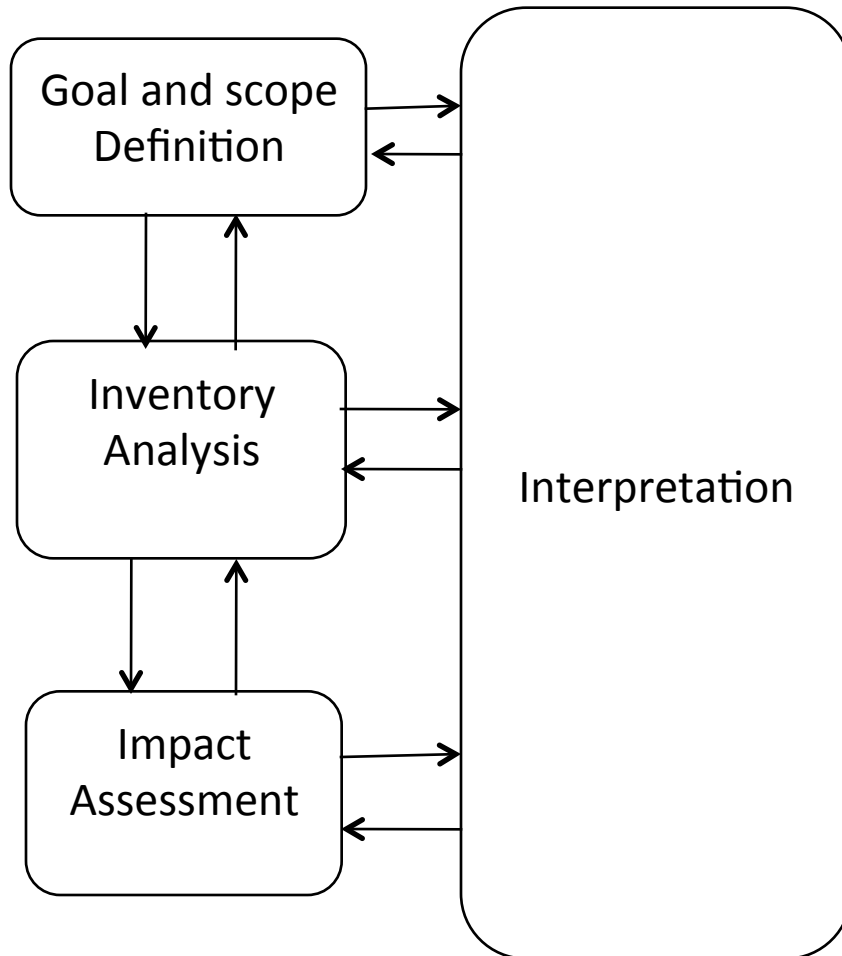 Goal and scope
Definition
Inventory
Analysis
Interpretation
Impact
Assessment